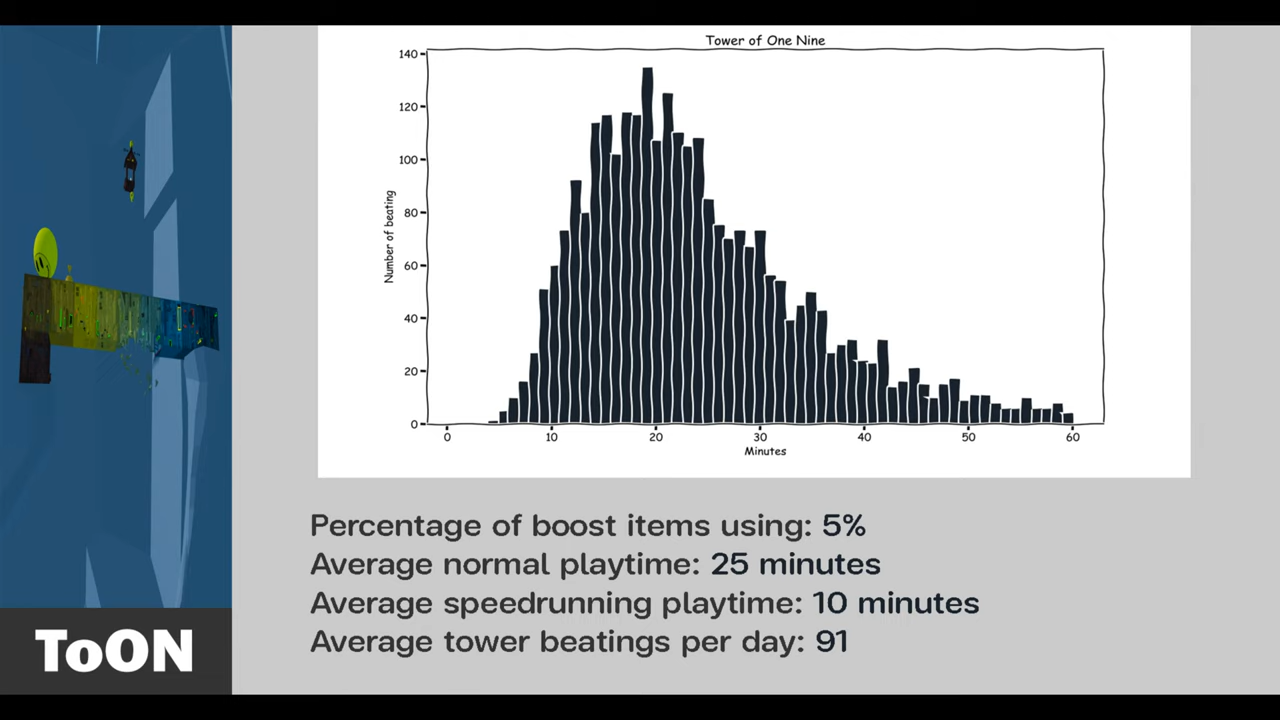 Tower of One Nine
140
120
100
80
60
40
20
0
Number of beating
0 10 20 30 40 50 60
Minutes
Percentage of boost items using: 5%
Average normal playtime: 25 minutes
Average speedrunning playtime: 10 minutes
Average tower beatings per day: 91
ToON